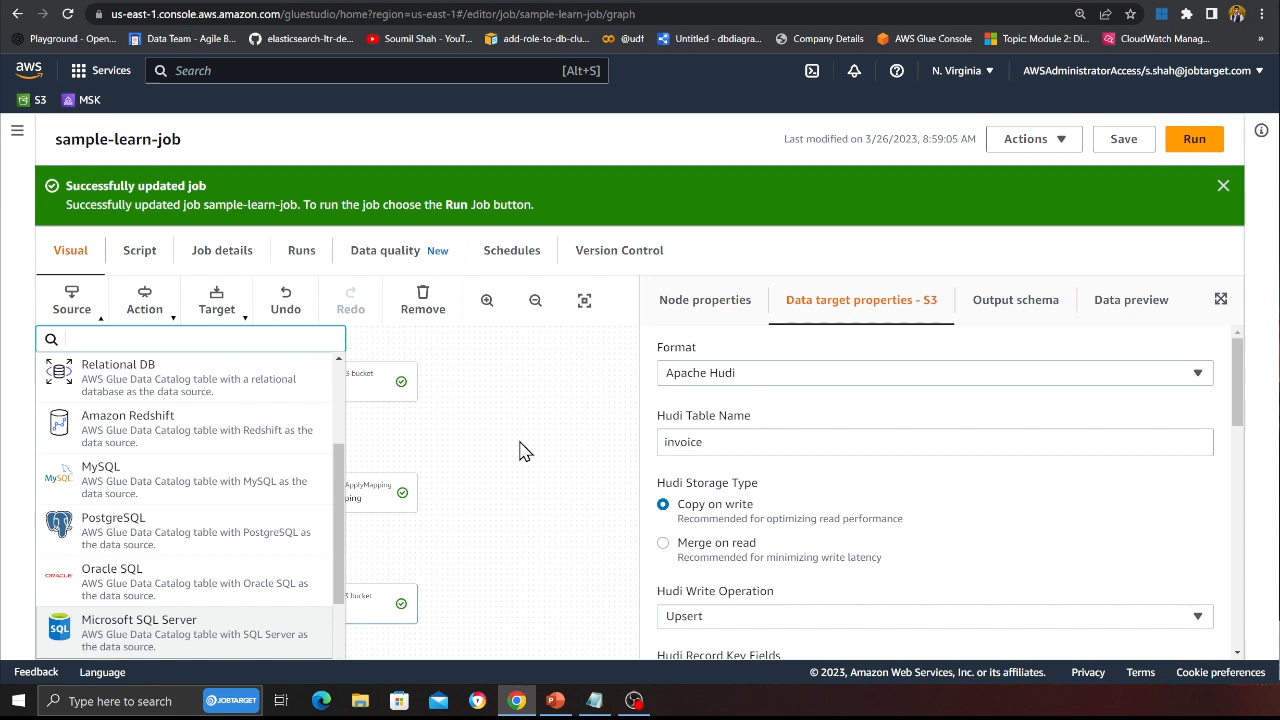 us-east-1.console.aws.amazon.com/gluestudio/home?region=us-east-1#/editor/job/sample-learn-job/graph
Playground - Open...
Data Team - Agile B...
elasticsearch-ltr-de...
Soumil Shah - YouT...
add-role-to-db-clu...
@udf
Untitled - dbdiagra...
Company Details
AWS Glue Console
Topic Module 2: Di...
CloudWatch Manag...
»
aws
Services
Search
[Alt+S]
N. Virginia
AWSAdministratorAccess/s.shah@jobtarget.com
S3
MSK
sample-learn-job
Last modified on 3/26/2023, 8:59:05 AM
Actions
Save
Run
Successfully updated job
Successfully updated job sample-learn-job. To run the job choose the Run Job button.
Visual
Script
Job details
Runs
Data quality New
Schedules
Version Control
Source
Action
Target
Undo
Redo
Remove
Node properties
Data target properties - S3
Output schema
Data preview
Relational DB
AWS Glue Data Catalog table with a relational
database as the data source.
Amazon Redshift
AWS Glue Data Catalog table with Redshift as the
data source.
MySQL
MySQL
AWS Glue Data Catalog table with MySQL as the
data source.
PostgreSQL
AWS Glue Data Catalog table with PostgreSQL as
the data source.
ORACLE
Oracle SQL
AWS Glue Data Catalog table with Oracle SQL as
the data source.
SQL
Microsoft SQL Server
AWS Glue Data Catalog table with SQL Server as
the data source.
3 bucket
ApplyMapping
ping
3 bucket
Format
Apache Hudi
Hudi Table Name
invoice
Hudi Storage Type
Copy on write
Recommended for optimizing read performance
Merge on read
Recommended for minimizing write latency
Hudi Write Operation
Upsert
Hudi Record Key Fields
Feedback
Language
© 2023, Amazon Web Services, Inc. or its affiliates.
Privacy
Terms
Cookie preferences
Type here to search
JOBTARGET